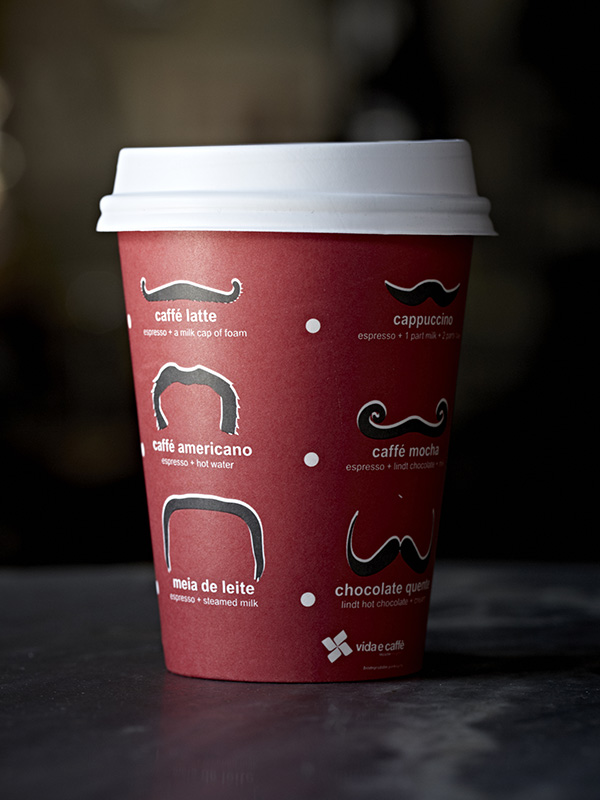 caffé latte
espresso + a milk cap of foam
cappuccino
espresso + 1 part milk + 2
caffé americano
espresso + hot water
caffé mocha
espresso + lindt chocolate +
meia de leite
espresso + steamed milk
chocolate quente
lindt hot chocolate +
vida e caffè